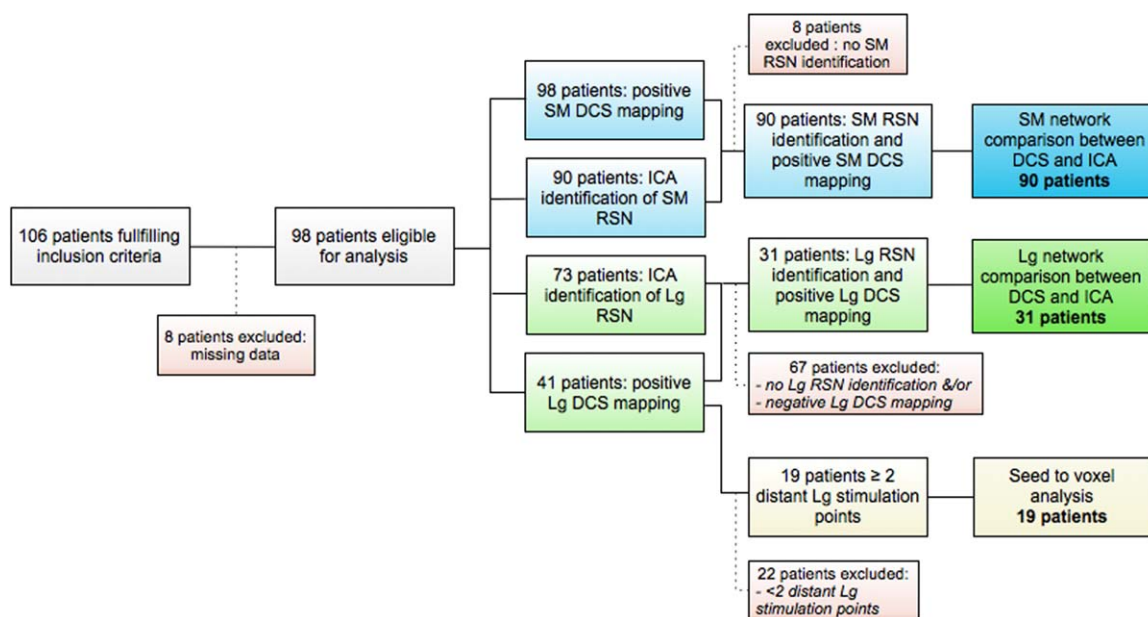 106 patients fullfilling
inclusion criteria
8 patients excluded:
missing data
98 patients eligible
for analysis
98 patients: positive
SM DCS mapping
90 patients: ICA
identification of SM
RSN
73 patients: ICA
identification of Lg
RSN
41 patients: positive
Lg DCS mapping
8 patients
excluded : no SM
RSN identification
90 patients: SM RSN
identification and
positive SM DCS
mapping
SM network
comparison between
DCS and ICA
90 patients
31 patients: Lg RSN
identification and
positive Lg DCS
mapping
Lg network
comparison between
DCS and ICA
31 patients
67 patients excluded:
- no Lg RSN identification &/or
- negative Lg DCS mapping
19 patients ≥ 2
distant Lg stimulation
points
Seed to voxel
analysis
19 patients
22 patients excluded:
- <2 distant Lg
stimulation points